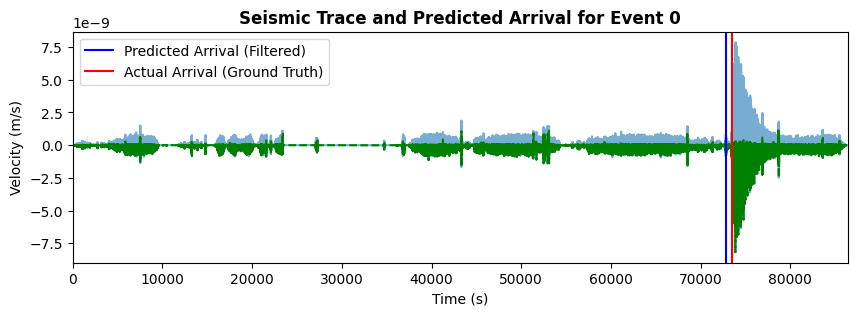 Seismic Trace and Predicted Arrival for Event 0
1e−9
Predicted Arrival (Filtered)
Actual Arrival (Ground Truth)
7.5
5.0
2.5
0.0
−2.5
−5.0
−7.5
Velocity (m/s)
0 10000 20000 30000 40000 50000 60000 70000 80000
Time (s)